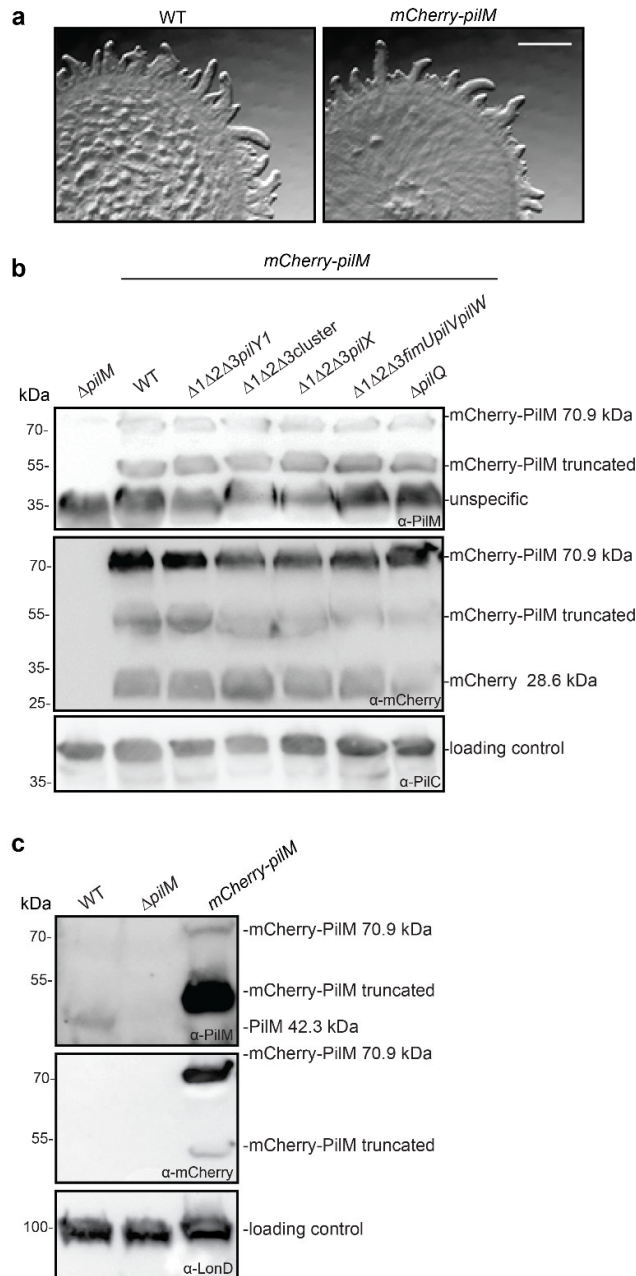 a
WT
mCherry-pilM
b
mCherry-pilM
ΔpilM
WT
Δ1Δ2Δ3pilY1
Δ1Δ2Δ3cluster
Δ1Δ2Δ3pilX
Δ1Δ2Δ3fimUpilVpilW
ΔpilQ
kDa
70-
55-
35-
-mCherry-PilM 70.9 kDa
-mCherry-PilM truncated
-unspecific
α-PilM
70-
55-
35-
25-
-mCherry-PilM 70.9 kDa
-mCherry-PilM truncated
-mCherry 28.6 kDa
α-mCherry
35-
-loading control
α-PilC
c
WT
ΔpilM
mCherry-pilM
kDa
70-
55-
-mCherry-PilM 70.9 kDa
-mCherry-PilM truncated
-PilM 42.3 kDa
α-PilM
70-
55-
-mCherry-PilM 70.9 kDa
-mCherry-PilM truncated
α-mCherry
100-
-loading control
α-LonD